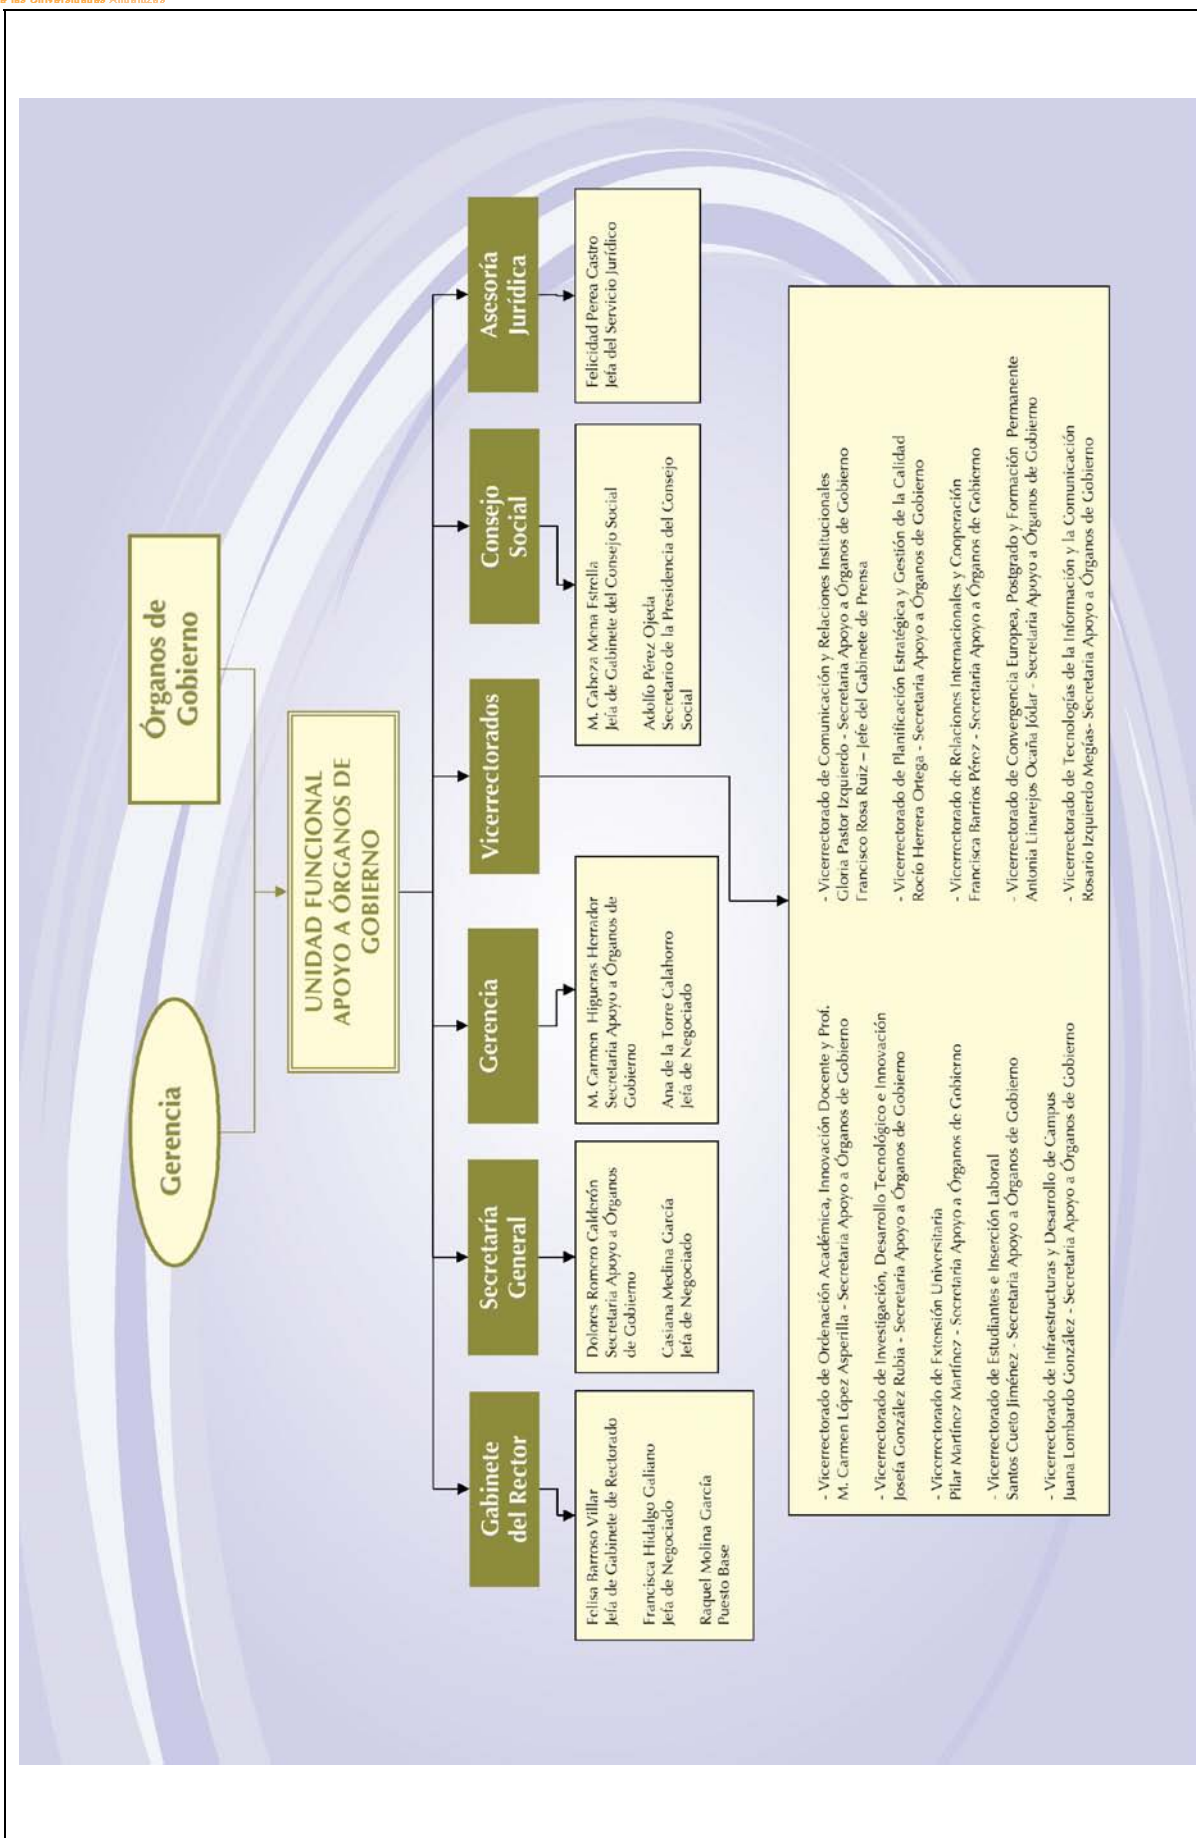 de las Universidades Andaluzas
Gerencia
Órganos de
Gobierno
UNIDAD FUNCIONAL
APOYO A ÓRGANOS DE
GOBIERNO
Gabinete
del Rector
Secretaría
General
Gerencia
Vicerrectorados
Consejo
Social
Asesoría
Jurídica
Felisa Barroso Villar
Jefa de Gabinete de Rectorado
Francisca Hidalgo Galiano
Jefa de Negociado
Raquel Molina García
Puesto Base
Dolores Romero Calderón
Secretaria Apoyo a Órganos
de Gobierno
Casiana Medina García
Jefa de Negociado
M. Carmen Higueras Herrador
Secretaria Apoyo a Órganos de
Gobierno
Ana de la Torre Calahorro
Jefa de Negociado
M. Cabeza Mena Estrella
Jefa de Gabinete del Consejo Social
Adolfo Pérez Ojeda
Secretario de la Presidencia del Consejo
Social
Felicidad Perea Castro
Jefa del Servicio Jurídico
- Vicerrectorado de Ordenación Académica, Innovación Docente y Prof.
M. Carmen López Asperilla - Secretaria Apoyo a Órganos de Gobierno
- Vicerrectorado de Investigación, Desarrollo Tecnológico e Innovación
Josefa González Rubia - Secretaria Apoyo a Órganos de Gobierno
- Vicerrectorado de Extensión Universitaria
Pilar Martínez Martínez - Secretaria Apoyo a Órganos de Gobierno
- Vicerrectorado de Estudiantes e Inserción Laboral
Santos Cueto Jiménez - Secretaria Apoyo a Órganos de Gobierno
- Vicerrectorado de Infraestructuras y Desarrollo de Campus
Juana Lombardo González - Secretaria Apoyo a Órganos de Gobierno
- Vicerrectorado de Comunicación y Relaciones Institucionales
Gloria Pastor Izquierdo - Secretaria Apoyo a Órganos de Gobierno
Francisco Rosa Ruiz – Jefe del Gabinete de Prensa
- Vicerrectorado de Planificación Estratégica y Gestión de la Calidad
Rocío Herrera Ortega - Secretaria Apoyo a Órganos de Gobierno
- Vicerrectorado de Relaciones Internacionales y Cooperación
Francisca Barrios Pérez - Secretaria Apoyo a Órganos de Gobierno
- Vicerrectorado de Convergencia Europea, Postgrado y Formación Permanente
Antonia Linarejos Ocaña Jódar - Secretaria Apoyo a Órganos de Gobierno
- Vicerrectorado de Tecnologías de la Información y la Comunicación
Rosario Izquierdo Megías- Secretaria Apoyo a Órganos de Gobierno